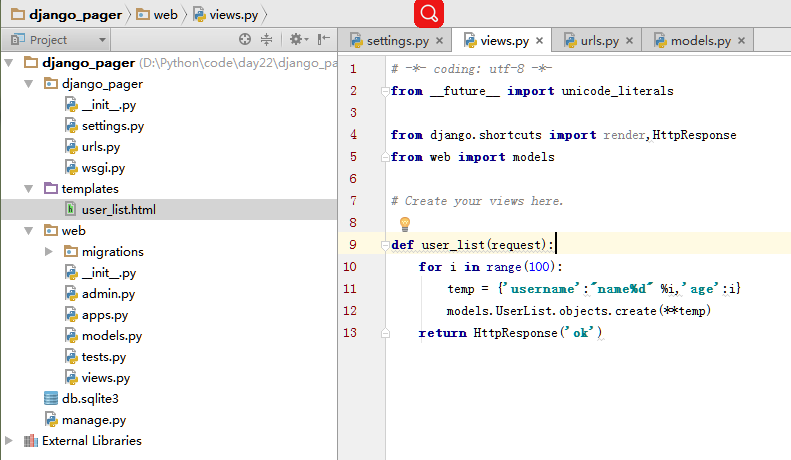 django_pager web views.py
Project
settings.py views.py urls.py models.py
django_pager (D:\Python\code\day22\django_pa
django_pager
__init__.py
settings.py
urls.py
wsgi.py
templates
user_list.html
web
migrations
__init__.py
admin.py
apps.py
models.py
tests.py
views.py
db.sqlite3
manage.py
External Libraries
1 # -*- coding: utf-8 -*-
2 from __future__ import unicode_literals
3
4 from django.shortcuts import render,HttpResponse
5 from web import models
6
7 # Create your views here.
8
9 def user_list(request):
10 for i in range(100):
11 temp = {'username':"name%d" %i,'age':i}
12 models.UserList.objects.create(**temp)
13 return HttpResponse('ok')